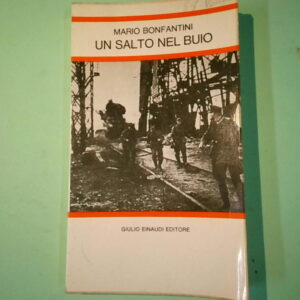 MARIO BONFANTINI
UN SALTO NEL BUIO
GIULIO EINAUDI EDITORE